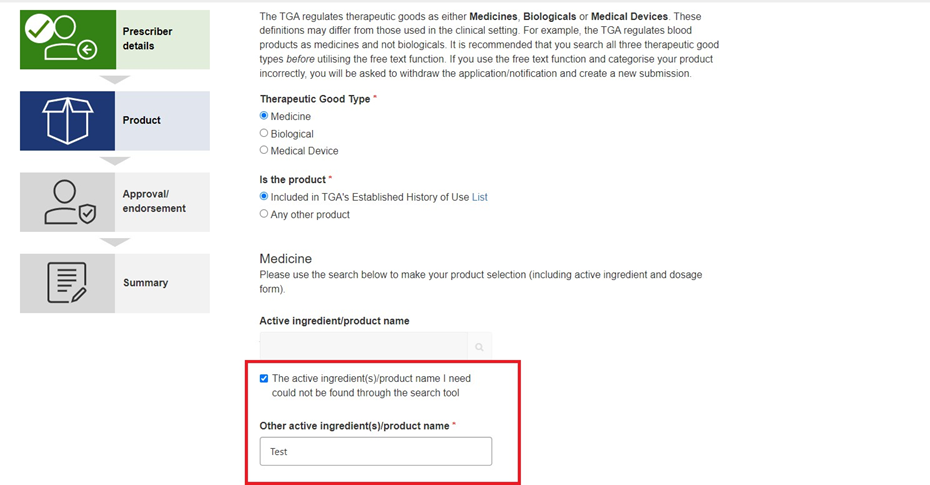 Prescriber
details
Product
Approval/
endorsement
Summary
The TGA regulates therapeutic goods as either Medicines, Biologicals or Medical Devices. These
definitions may differ from those used in the clinical setting. For example, the TGA regulates blood
products as medicines and not biologicals. It is recommended that you search all three therapeutic good
types before utilising the free text function. If you use the free text function and categorise your product
incorrectly, you will be asked to withdraw the application/notification and create a new submission.
Therapeutic Good Type *
Medicine
Biological
Medical Device
Is the product *
Included in TGA's Established History of Use List
Any other product
Medicine
Please use the search below to make your product selection (including active ingredient and dosage
form).
Active ingredient/product name
The active ingredient(s)/product name I need
could not be found through the search tool
Other active ingredient(s)/product name *
Test